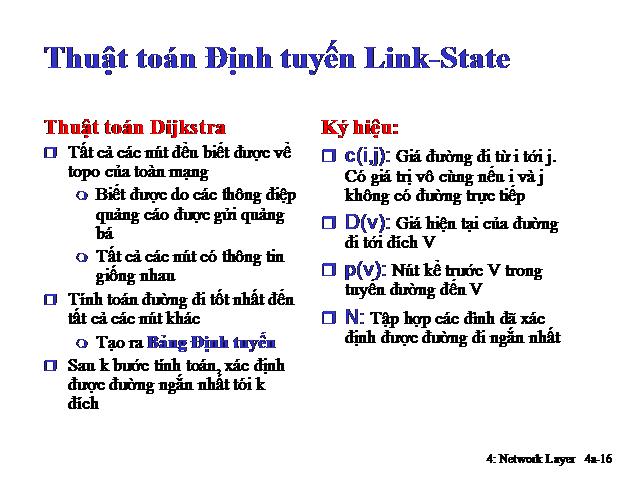 Thuật toán Định tuyến Link-State
Thuật toán Dijkstra
Tất cả các nút đều biết được về
topo của toàn mạng
Biết được do các thông điệp
quảng cáo được gửi quảng
bá
Tất cả các nút có thông tin
giống nhau
Tính toán đường đi tốt nhất đến
tất cả các nút khác
Tạo ra Bảng Định tuyến
Sau k bước tính toán, xác định
được đường ngắn nhất tói k
đích
Ký hiệu:
c(i,j): Giá đường đi từ i tới j.
Có giá trị vô cùng nếu i và j
không có đường trực tiếp
D(v): Giá hiện tại của đường
đi tới đích V
p(v): Nút kề trước V trong
tuyến đường đến V
N: Tập hợp các đỉnh đã xác
định được đường đi ngắn nhất
4: Network Layer 4a-16